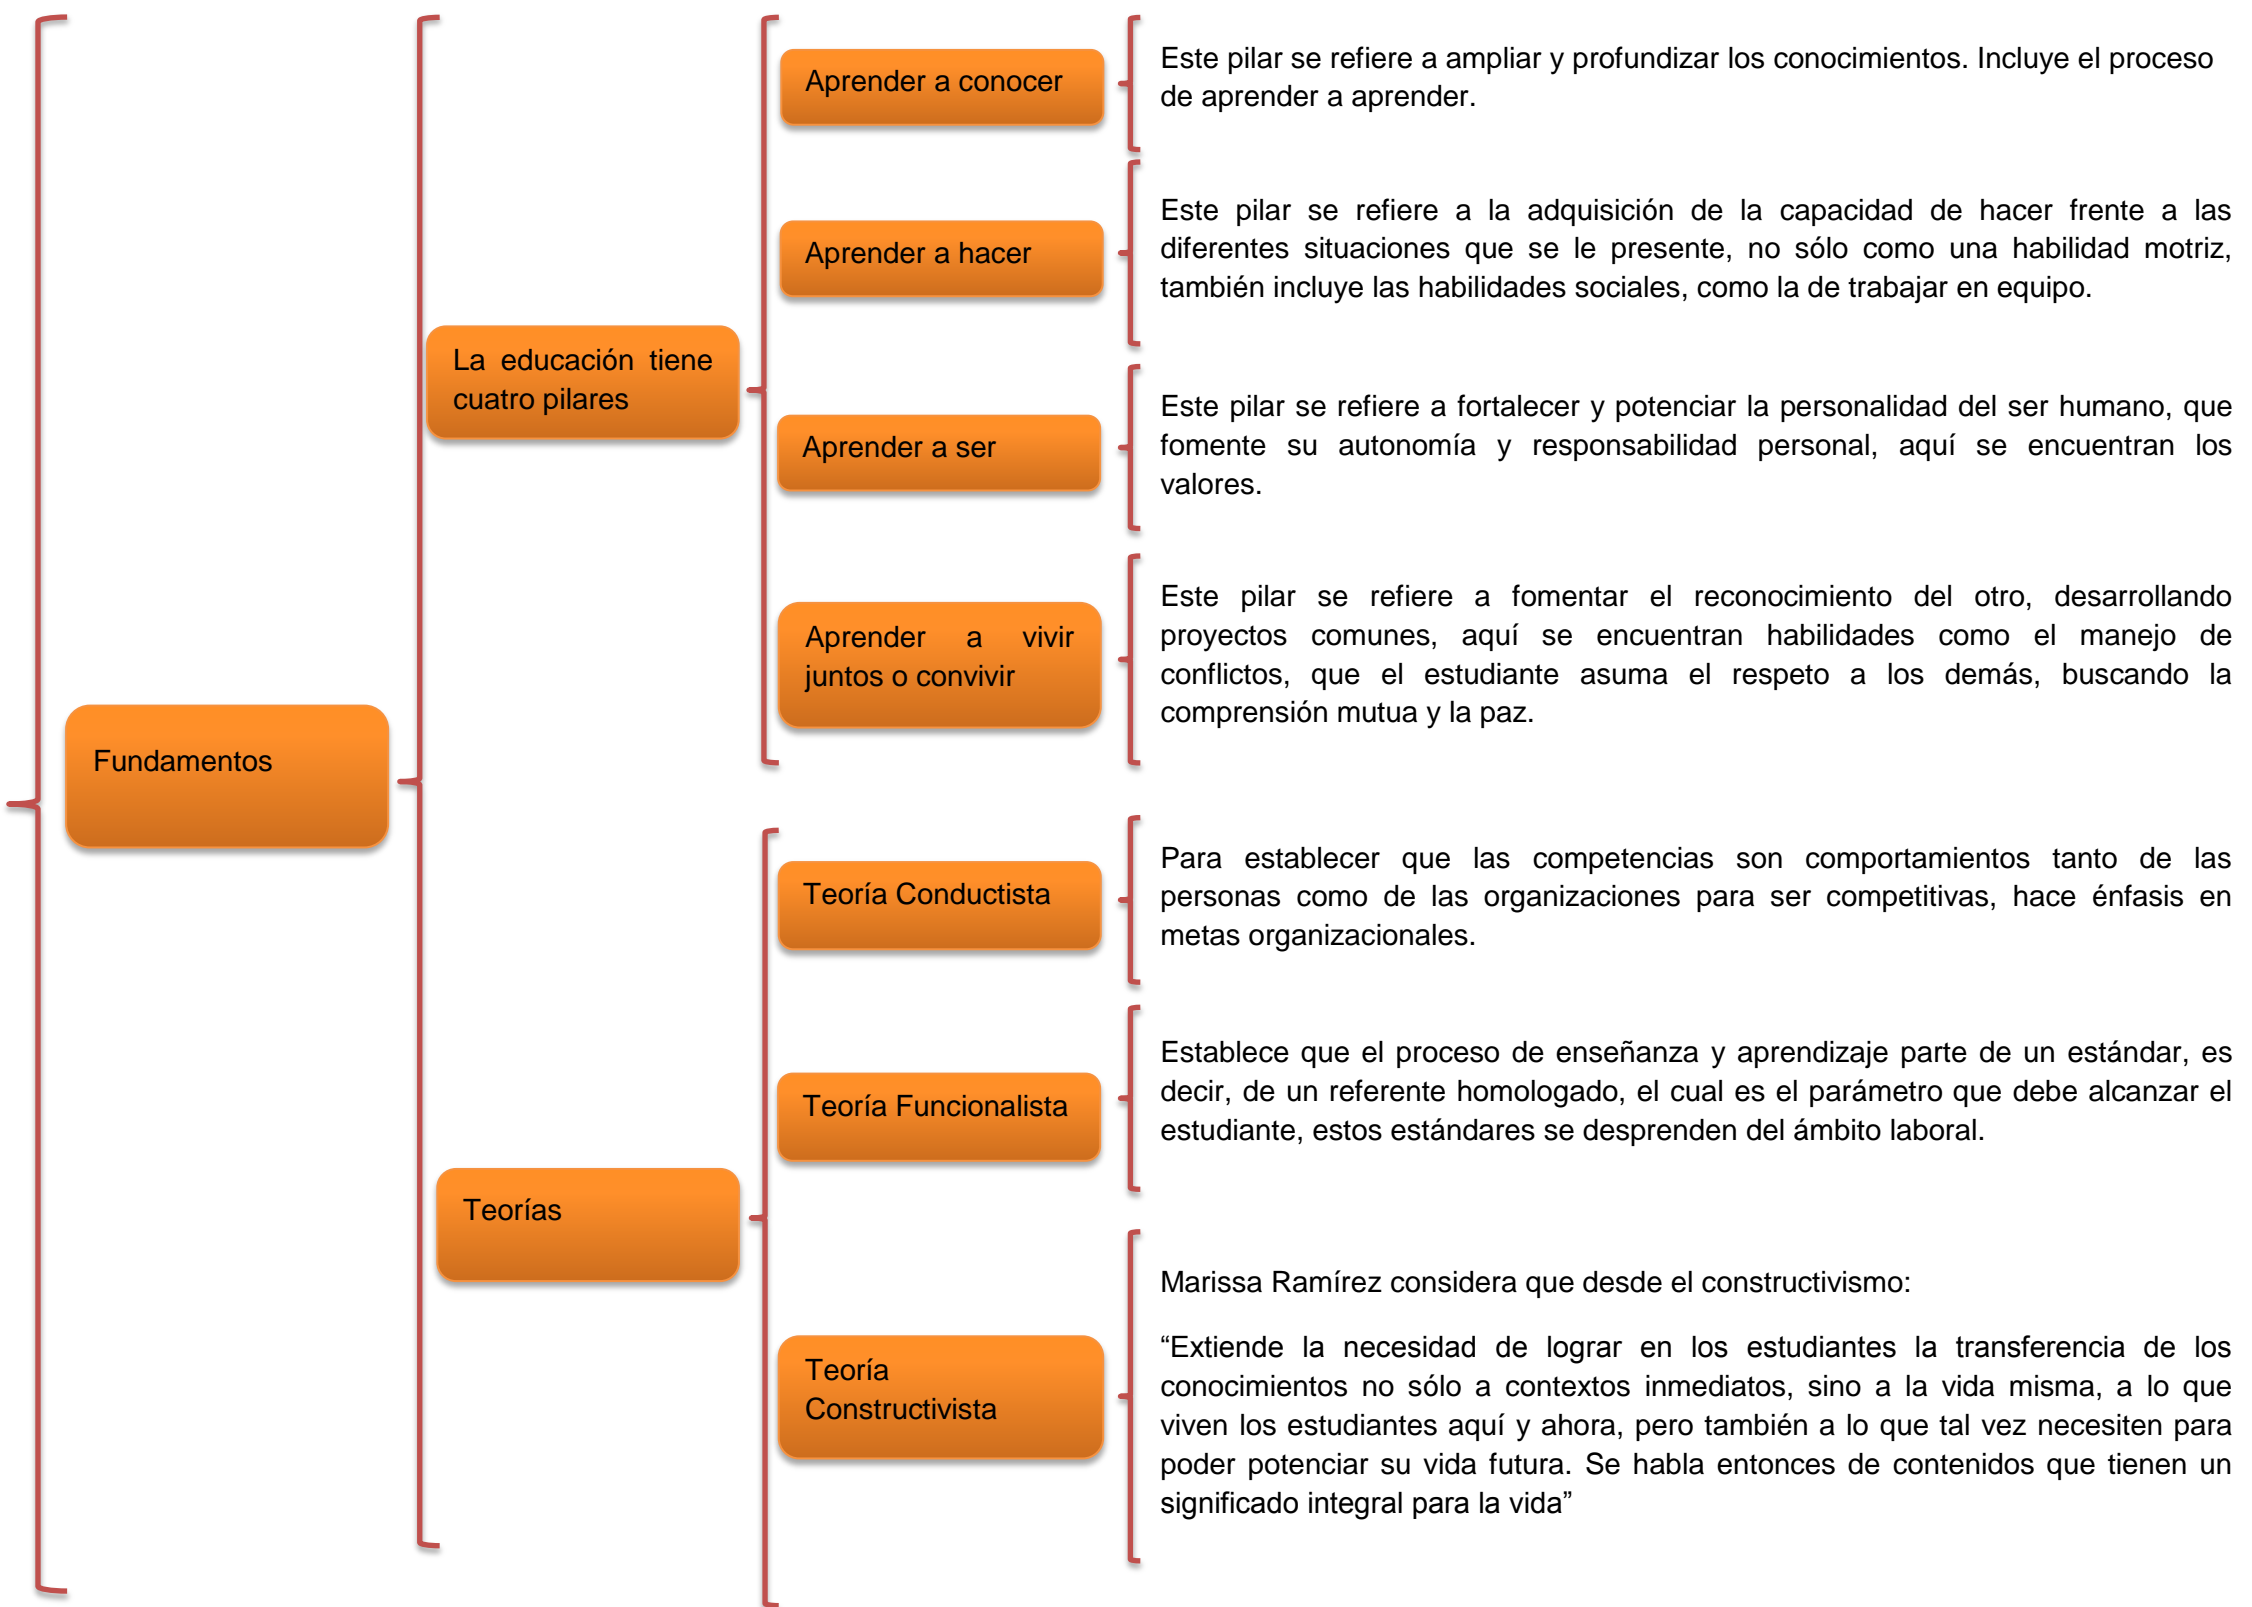 Fundamentos
La educación tiene
cuatro pilares
Aprender a conocer
Este pilar se refiere a ampliar y profundizar los conocimientos. Incluye el proceso
de aprender a aprender.
Aprender a hacer
Este pilar se refiere a la adquisición de la capacidad de hacer frente a las
diferentes situaciones que se le presente, no sólo como una habilidad motriz,
también incluye las habilidades sociales, como la de trabajar en equipo.
Aprender a ser
Este pilar se refiere a fortalecer y potenciar la personalidad del ser humano, que
fomente su autonomía y responsabilidad personal, aquí se encuentran los
valores.
Aprender a vivir
juntos o convivir
Este pilar se refiere a fomentar el reconocimiento del otro, desarrollando
proyectos comunes, aquí se encuentran habilidades como el manejo de
conflictos, que el estudiante asuma el respeto a los demás, buscando la
comprensión mutua y la paz.
Teorías
Teoría Conductista
Para establecer que las competencias son comportamientos tanto de las
personas como de las organizaciones para ser competitivas, hace énfasis en
metas organizacionales.
Teoría Funcionalista
Establece que el proceso de enseñanza y aprendizaje parte de un estándar, es
decir, de un referente homologado, el cual es el parámetro que debe alcanzar el
estudiante, estos estándares se desprenden del ámbito laboral.
Teoría
Constructivista
Marissa Ramírez considera que desde el constructivismo:
“Extiende la necesidad de lograr en los estudiantes la transferencia de los
conocimientos no sólo a contextos inmediatos, sino a la vida misma, a lo que
viven los estudiantes aquí y ahora, pero también a lo que tal vez necesiten para
poder potenciar su vida futura. Se habla entonces de contenidos que tienen un
significado integral para la vida”